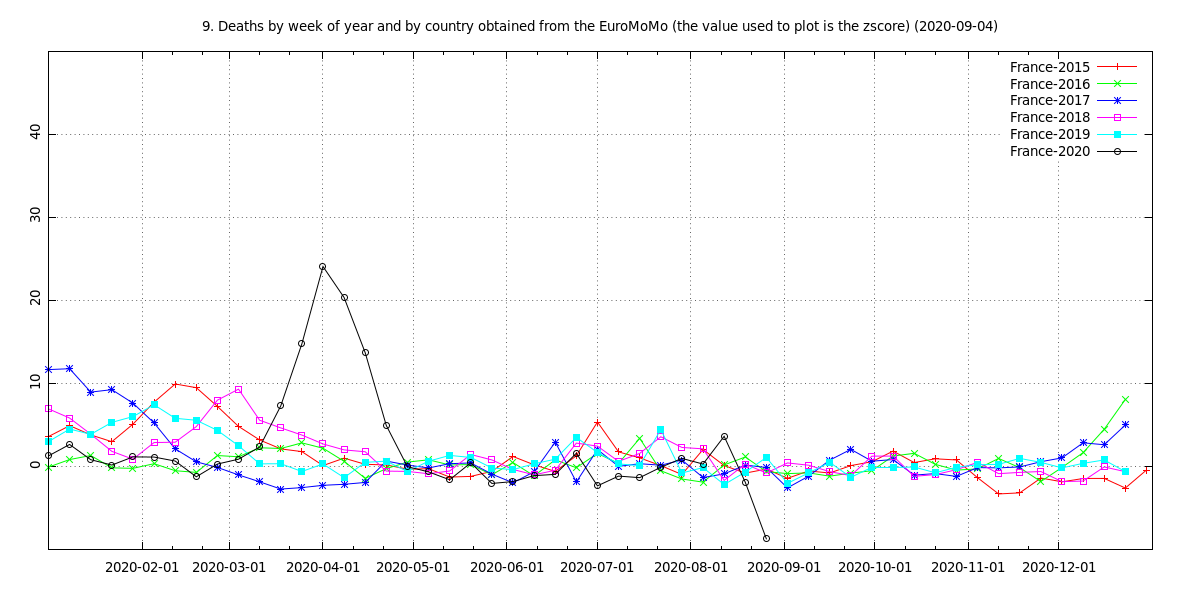 9. Deaths by week of year and by country obtained from the EuroMoMo (the value used to plot is the zscore) (2020-09-04)
France-2015
France-2016
France-2017
France-2018
France-2019
France-2020
40
30
20
10
0
2020-02-01 2020-03-01 2020-04-01 2020-05-01 2020-06-01 2020-07-01 2020-08-01 2020-09-01 2020-10-01 2020-11-01 2020-12-01